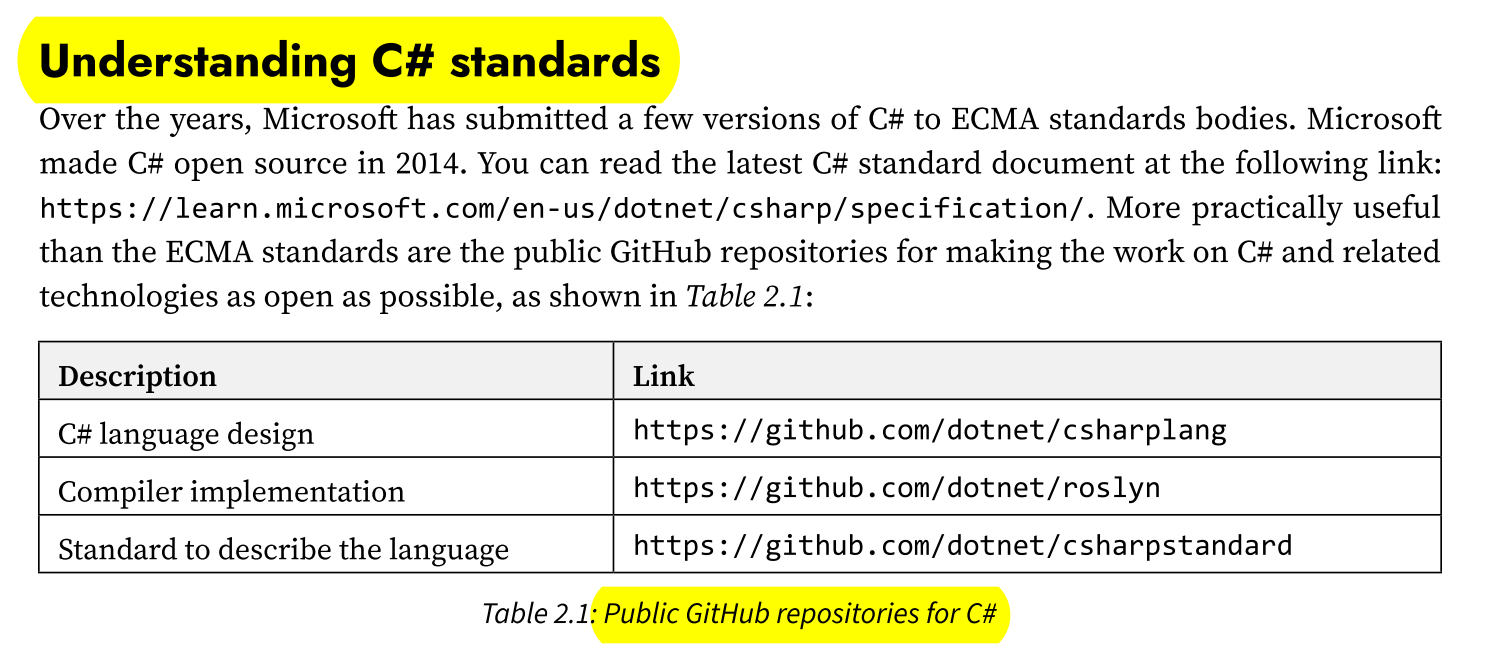 Understanding C# standards
Over the years, Microsoft has submitted a few versions of C# to ECMA standards bodies. Microsoft
made C# open source in 2014. You can read the latest C# standard document at the following link:
https://learn.microsoft.com/en-us/dotnet/csharp/specification/. More practically useful
than the ECMA standards are the public GitHub repositories for making the work on C# and related
technologies as open as possible, as shown in Table 2.1:
Description Link
C# language design https://github.com/dotnet/csharplang
Compiler implementation https://github.com/dotnet/roslyn
Standard to describe the language https://github.com/dotnet/csharpstandard
Table 2.1: Public GitHub repositories for C#